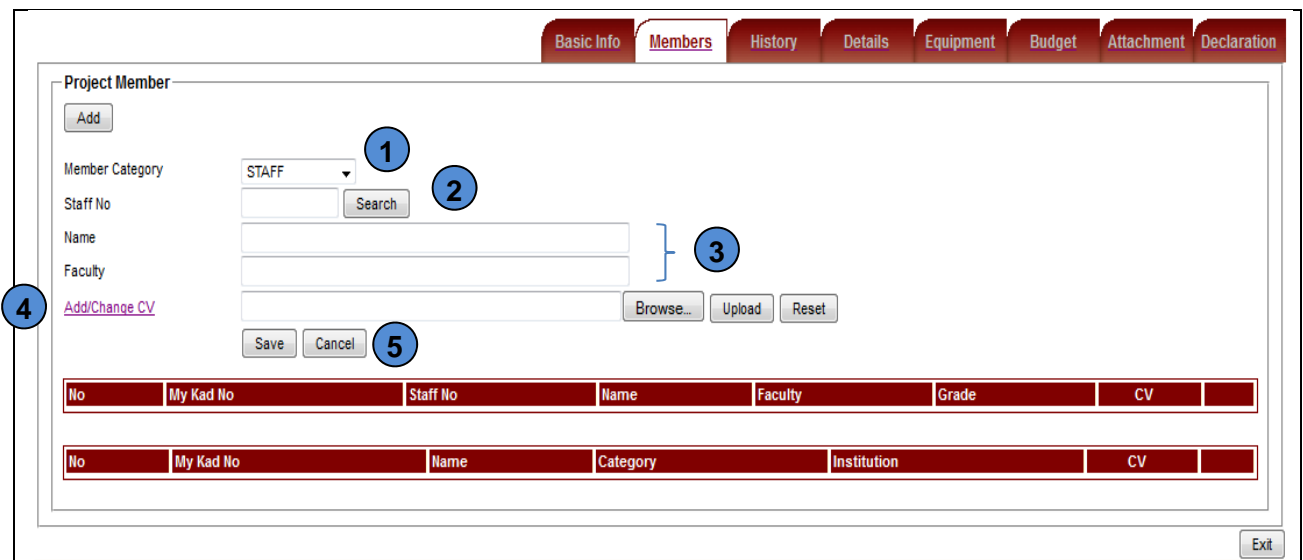 Basic Info Members History Details Equipment Budget Attachment Declaration
Project Member
Add
1
Member Category STAFF
2
Staff No Search
Name
3
Faculty
4 Add/Change CV Browse... Upload Reset
Save Cancel 5
No My Kad No Staff No Name Faculty Grade CV
No My Kad No Name Category Institution CV
Exit